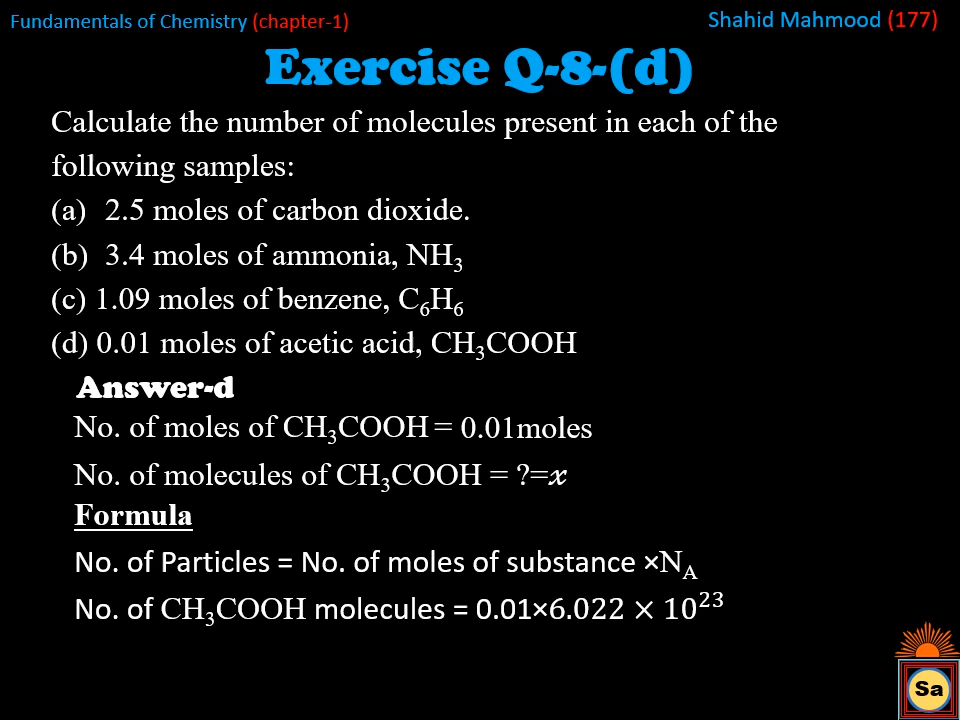 Fundamentals of Chemistry (chapter-1)
Shahid Mahmood (177)
Exercise Q-8-(d)
Calculate the number of molecules present in each of the
following samples:
(a) 2.5 moles of carbon dioxide.
(b) 3.4 moles of ammonia, NH₃
(c) 1.09 moles of benzene, C₆H₆
(d) 0.01 moles of acetic acid, CH₃COOH
Answer-d
No. of moles of CH₃COOH = 0.01moles
No. of molecules of CH₃COOH = ?=𝑥
Formula
No. of Particles = No. of moles of substance ×N_A
No. of CH₃COOH molecules = 0.01×6.022 × 10²³
Sa